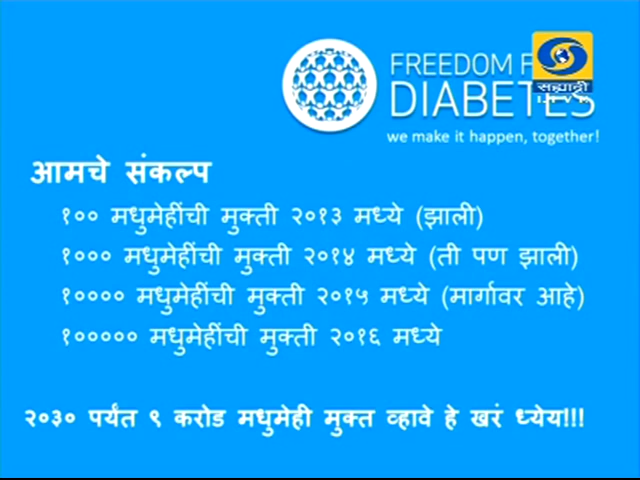 FREEDOM F
DIABETES
we make it happen, together!
सह्याद्री
आमचे संकल्प
१०० मधुमेहींची मुक्ती २०१३ मध्ये (झाली)
१००० मधुमेहींची मुक्ती २०१४ मध्ये (ती पण झाली)
१०००० मधुमेहींची मुक्ती २०१५ मध्ये (मार्गावर आहे)
१००००० मधुमेहींची मुक्ती २०१६ मध्ये
२०३० पर्यंत ९ करोड मधुमेही मुक्त व्हावे हे खरं ध्येय!!!